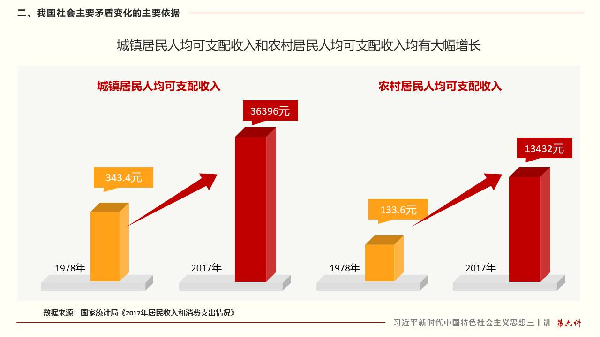 二、我国社会主要矛盾变化的主要依据
城镇居民人均可支配收入和农村居民人均可支配收入均有大幅增长
城镇居民人均可支配收入
343.4元
36396元
1978年
2017年
农村居民人均可支配收入
133.6元
13432元
1978年
2017年
数据来源：国家统计局《2017年居民收入和消费支出情况》
习近平新时代中国特色社会主义思想三十讲 第九讲